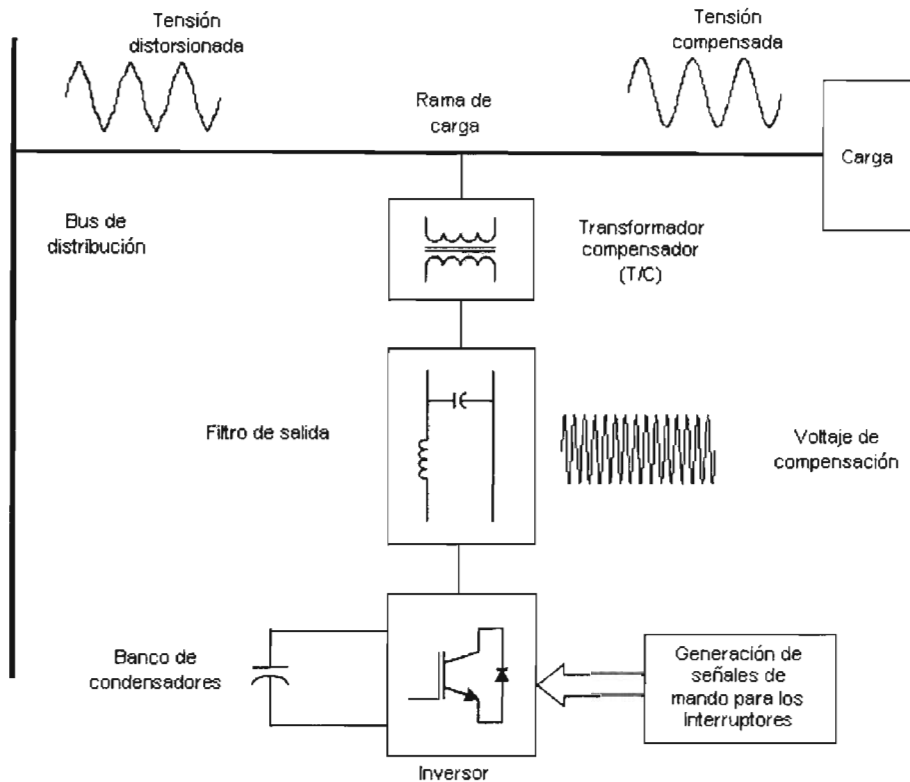 Tensión
distorsionada
Tensión
compensada
Rama de
carga
Carga
Bus de
distribución
Transformador
compensador
(T/C)
Filtro de salida
Voltaje de
compensación
Banco de
condensadores
Generación de
señales de
mando para los
Interruptores
Inversor